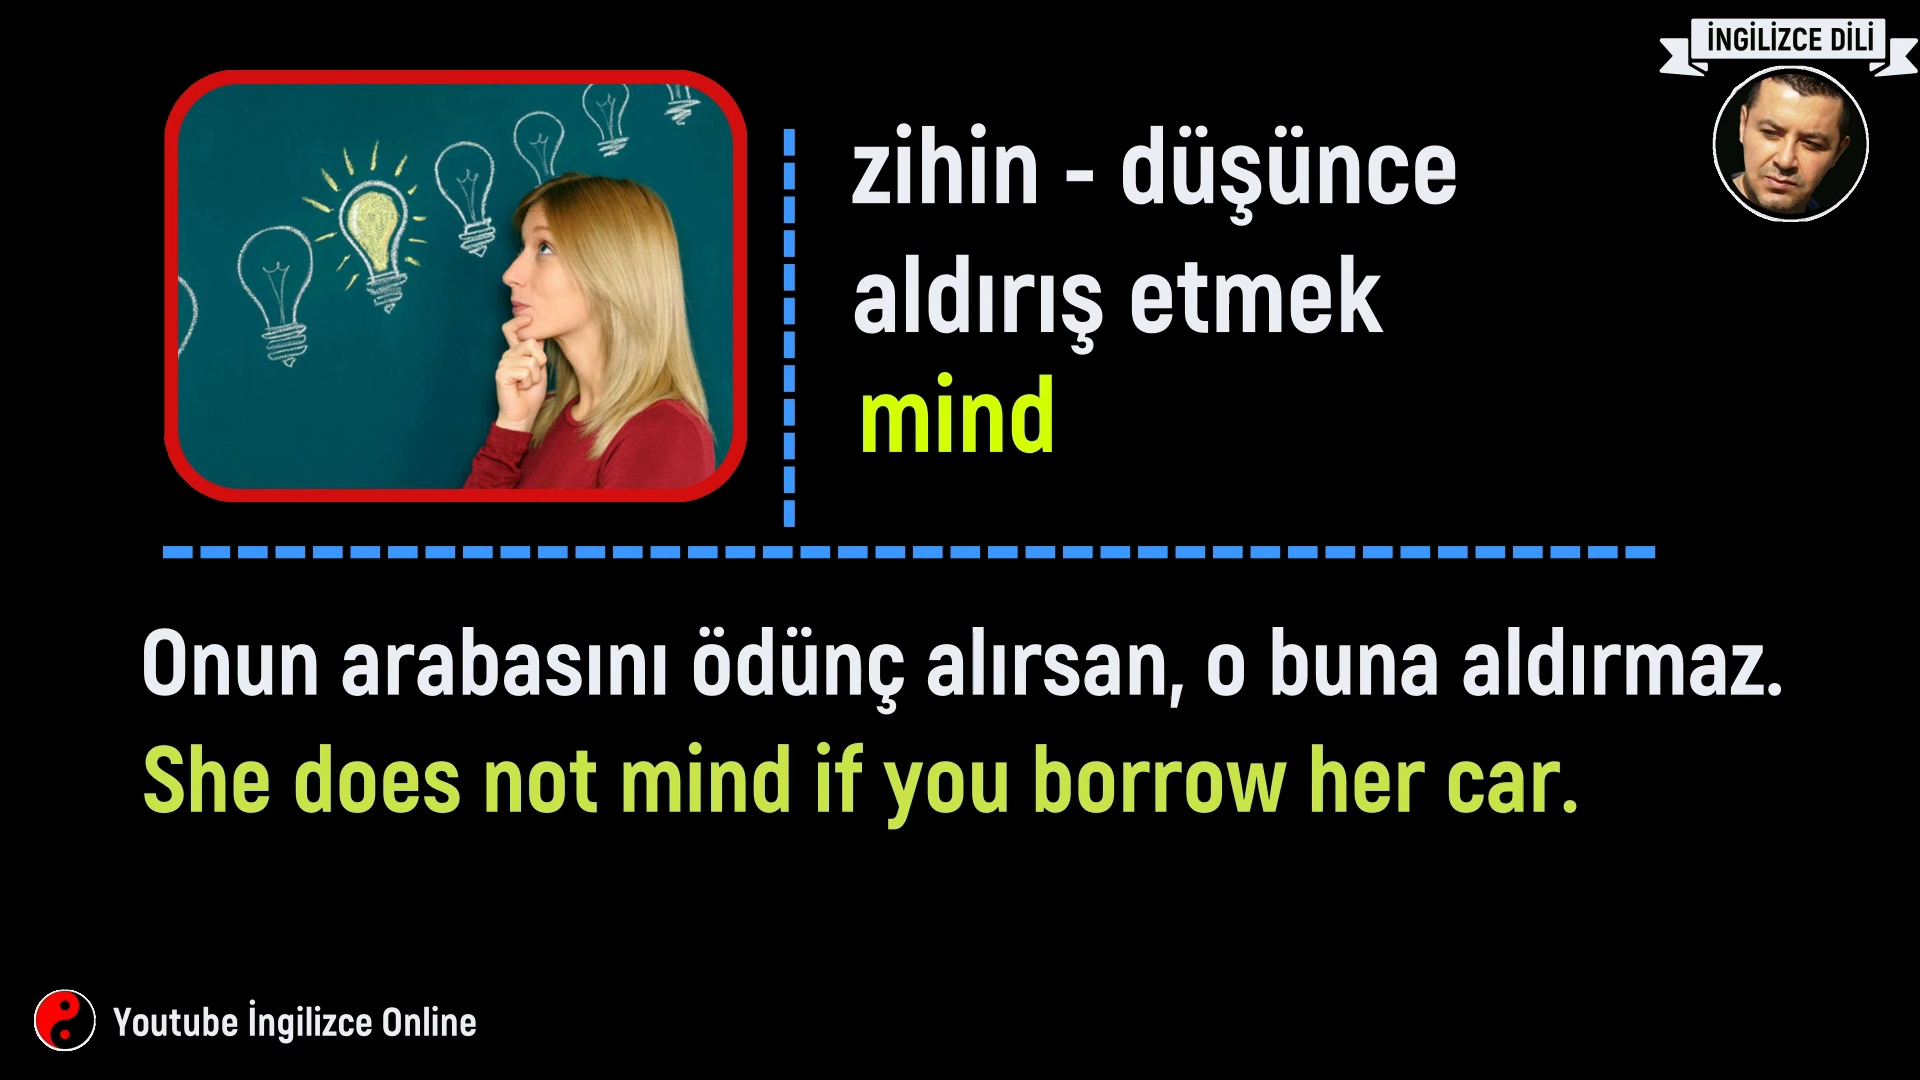 İNGİLİZCE DİLİ
zihin - düşünce
aldırış etmek
mind
Onun arabasını ödünç alırsan, o buna aldırmaz.
She does not mind if you borrow her car.
Youtube İngilizce Online